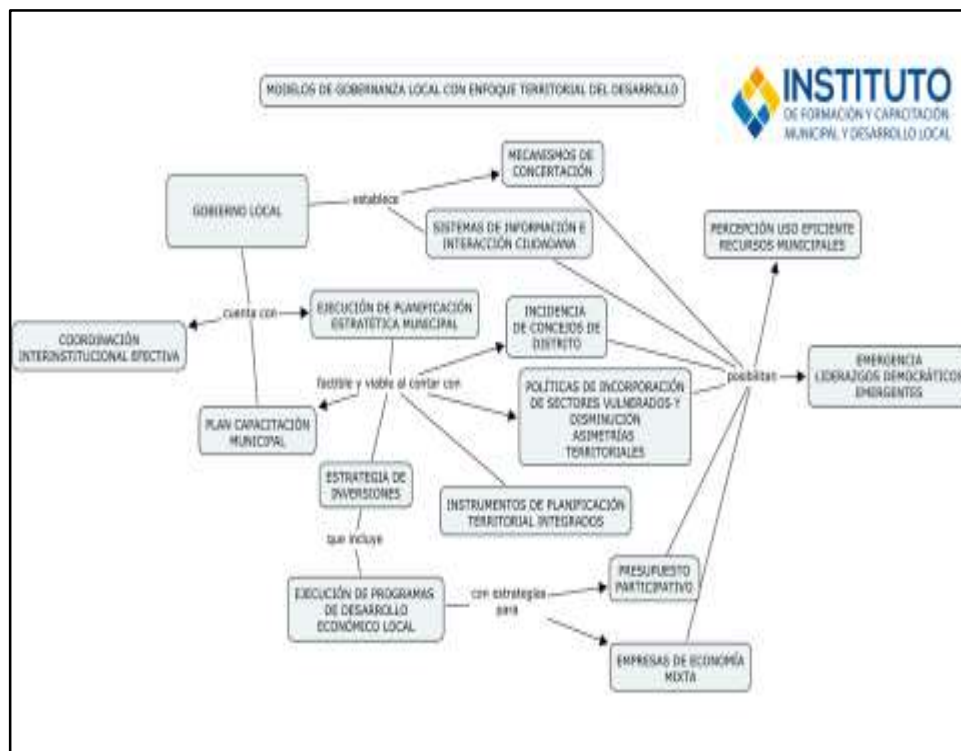 MODELOS DE GOBERNANZA LOCAL CON ENFOQUE TERRITORIAL DEL DESARROLLO
INSTITUTO
DE FORMACIÓN Y CAPACITACIÓN
MUNICIPAL Y DESARROLLO LOCAL
MECANISMOS DE
CONCERTACIÓN
GOBIERNO LOCAL
establece
SISTEMAS DE INFORMACIÓN E
INTERACCIÓN CIUDADANA
PERCEPCIÓN USO EFICIENTE
RECURSOS MUNICIPALES
cuenta con
EJECUCIÓN DE PLANIFICACIÓN
ESTRATÉTICA MUNICIPAL
INCIDENCIA
DE CONCEJOS DE
DISTRITO
COORDINACIÓN
INTERINSTITUCIONAL EFECTIVA
factible y viable al contar con
posibilitan
EMERGENCIA
LIDERAZGOS DEMOCRÁTICOS
EMERGENTES
POLÍTICAS DE INCORPORACIÓN
DE SECTORES VULNERADOS Y
DISMINUCIÓN
ASIMETRÍAS
TERRITORIALES
PLAN CAPACITACIÓN
MUNICIPAL
ESTRATEGIA DE
INVERSIONES
INSTRUMENTOS DE PLANIFICACIÓN
TERRITORIAL INTEGRADOS
que incluye
EJECUCIÓN DE PROGRAMAS
DE DESARROLLO
ECONÓMICO LOCAL
con estrategias
para
PRESUPUESTO
PARTICIPATIVO
EMPRESAS DE ECONOMÍA
MIXTA